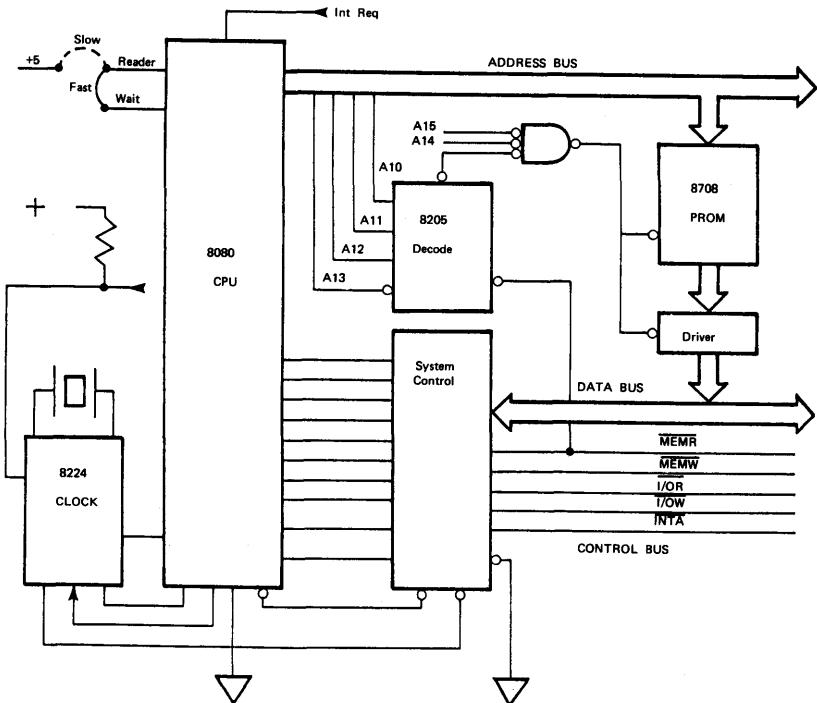 Int Req
Slow
+5
Reader
Fast
Wait
ADDRESS BUS
A15
A14
A10
8205
Decode
A11
A12
A13
8708
PROM
8080
CPU
+
Driver
System
Control
DATA BUS
8224
CLOCK
MEMR
MEMW
I/OR
I/OW
INTA
CONTROL BUS